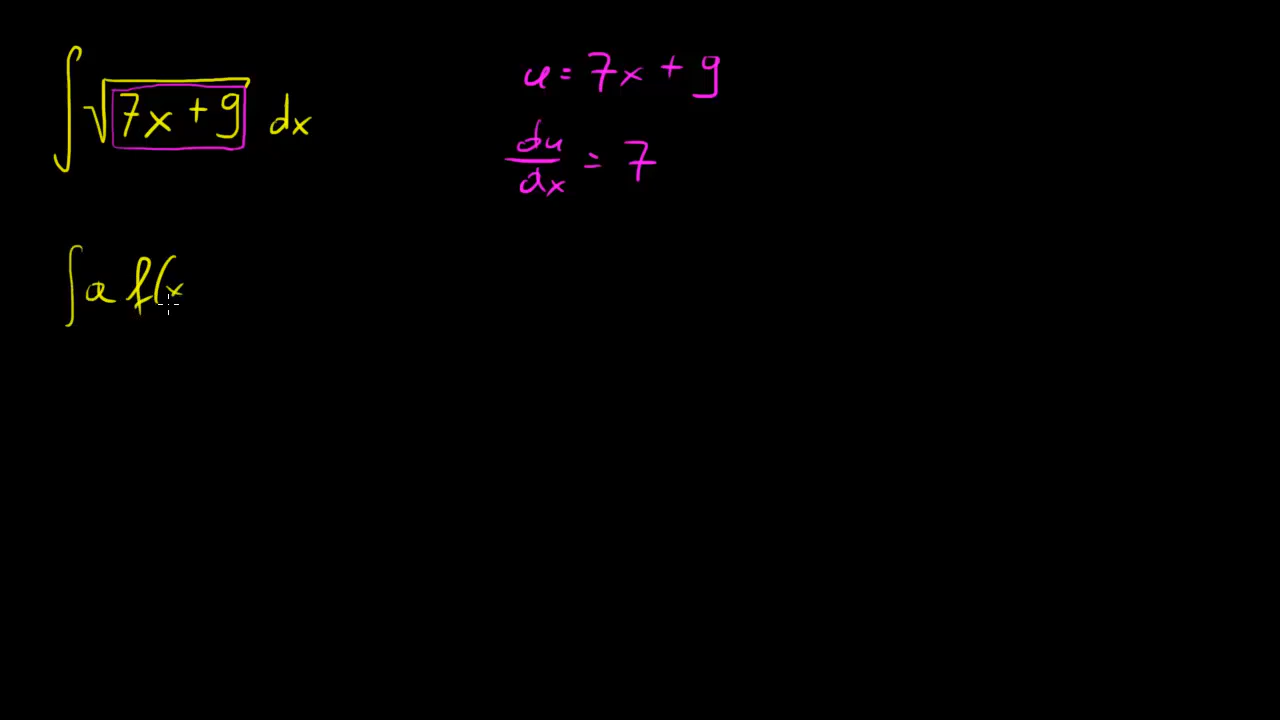 ∫ √(7x + 9) dx
u = 7x + 9
du/dx = 7
∫ a f(x